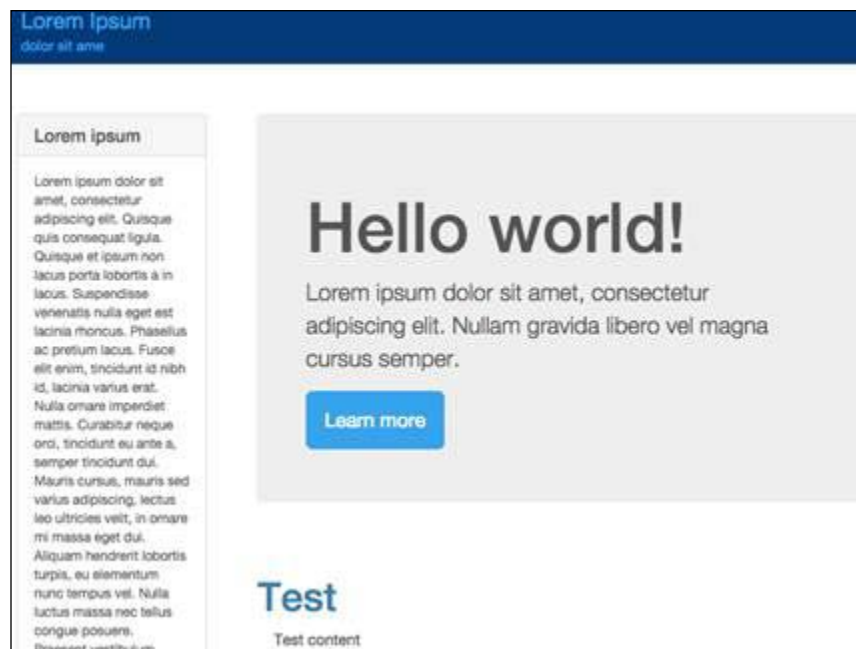 Lorem Ipsum
dolor sit ame
Lorem ipsum
Lorem ipsum dolor sit
amet, consectetur
adipiscing elit. Quisque
quis consequat ligula.
Quisque et ipsum non
lacus porta lobortis a in
lacus. Suspendisse
venenatis nulla eget est
lacinia rhoncus. Phasellus
ac pretium lacus. Fusce
elit enim, tincidunt id nibh
id, lacinia varius erat.
Nulla ornare imperdiet
mattis. Curabitur neque
orci, tincidunt eu ante a,
semper tincidunt dui.
Mauris cursus, mauris sed
varius adipiscing, lectus
leo ultricies velit, in ornare
mi massa eget dui.
Aliquam hendrerit lobortis
turpis, eu elementum
nunc tempus vel. Nulla
luctus massa nec tellus
congue posuere.
Praesent vestibulum
Hello world!
Lorem ipsum dolor sit amet, consectetur
adipiscing elit. Nullam gravida libero vel magna
cursus semper.
Learn more
Test
Test content